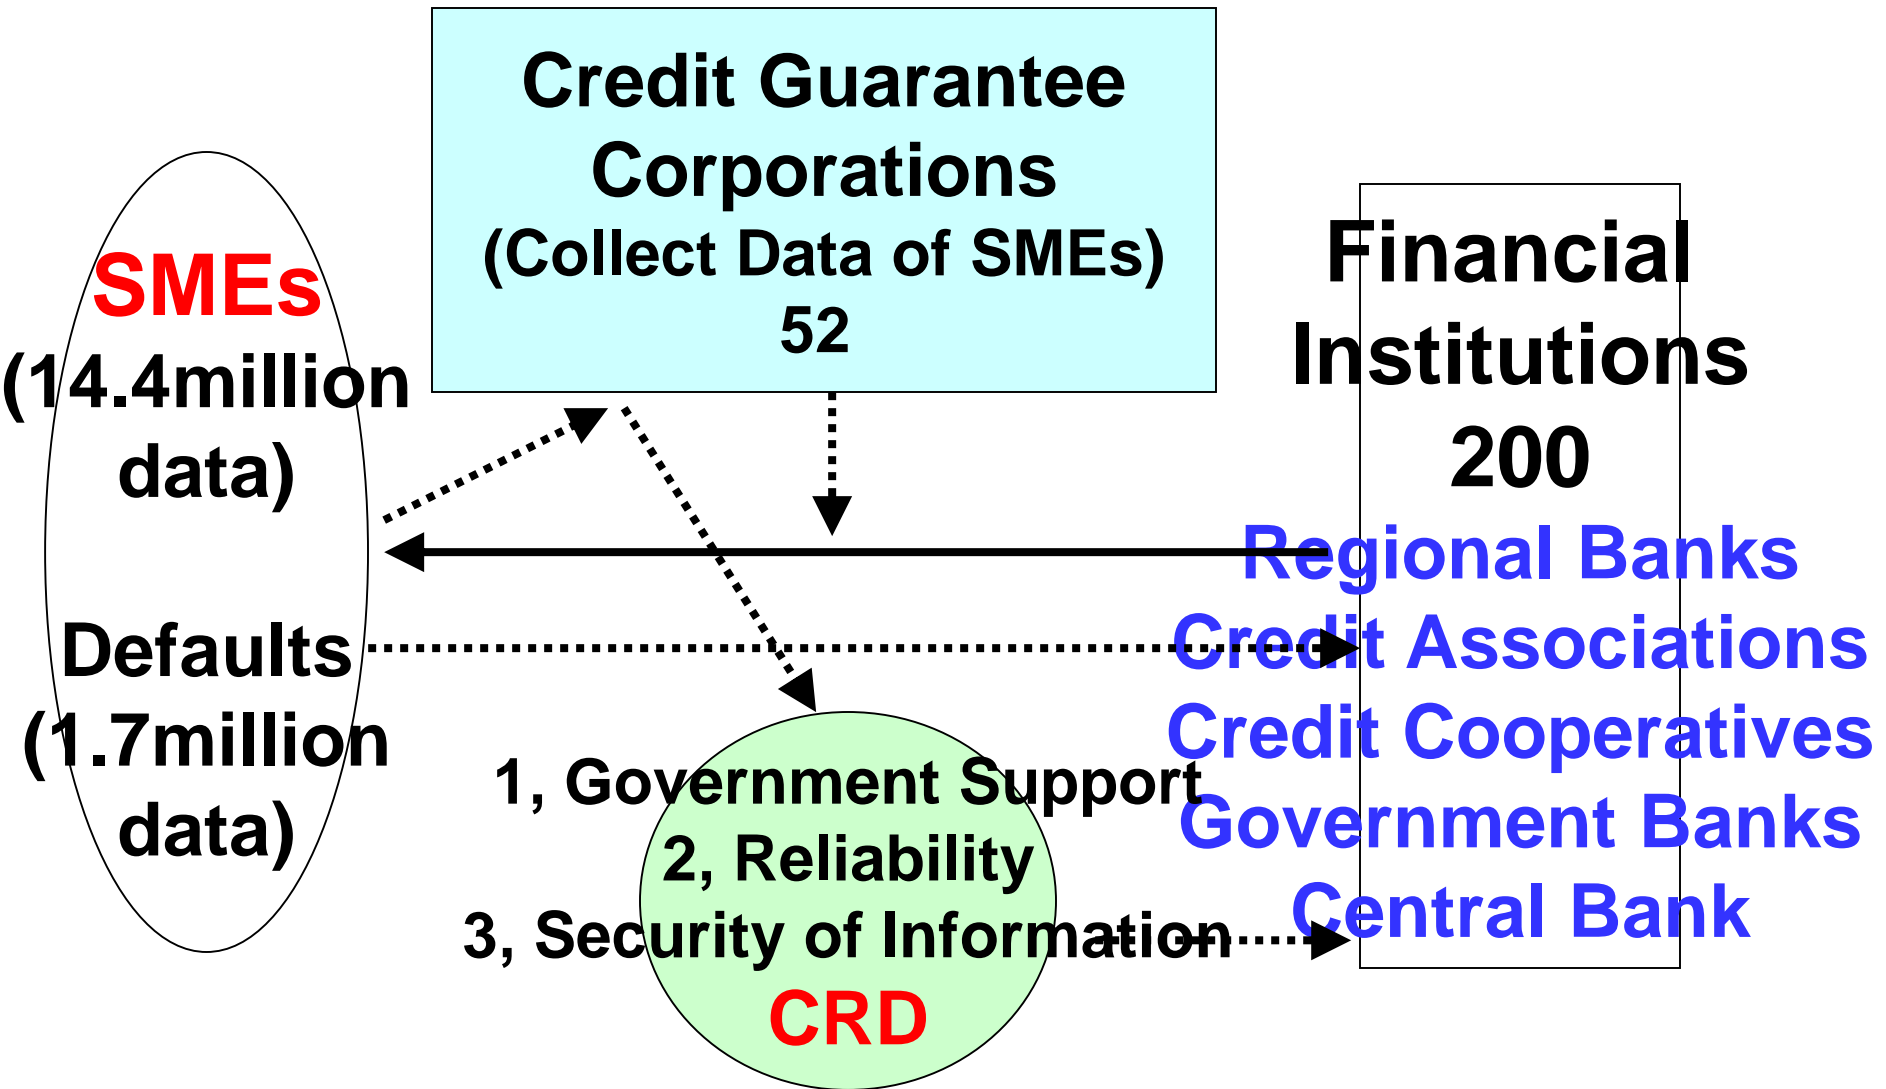 Credit Guarantee
Corporations
(Collect Data of SMEs)
52
SMEs
(14.4million
data)
Defaults
(1.7million
data)
Financial
Institutions
200
Regional Banks
Credit Associations
Credit Cooperatives
Government Banks
Central Bank
1, Government Support
2, Reliability
3, Security of Information
CRD